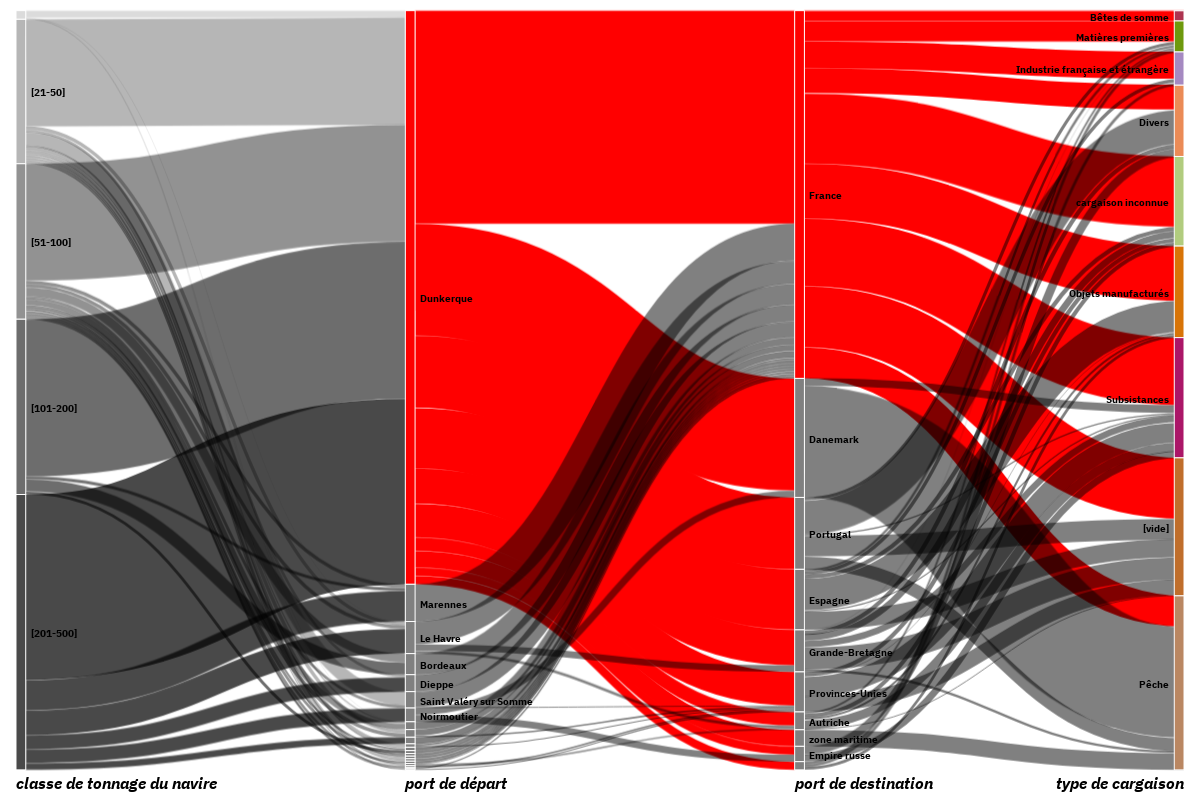 [21-50]
[51-100]
[101-200]
[201-500]
Dunkerque
Marennes
Le Havre
Bordeaux
Dieppe
Saint Valéry sur Somme
Noirmoutier
France
Danemark
Portugal
Espagne
Grande-Bretagne
Provinces-Unies
Autriche
zone maritime
Empire russe
Bêtes de somme
Matières premières
Industrie française et étrangère
Divers
cargaison inconnue
Objets manufacturés
Subsistances
[vide]
Pêche
classe de tonnage du navire
port de départ
port de destination
type de cargaison